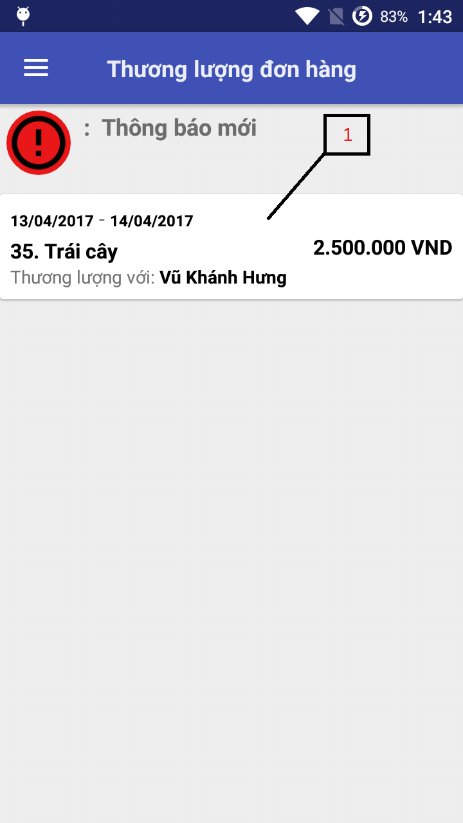 83% 1:43
Thương lượng đơn hàng
: Thông báo mới
1
13/04/2017 - 14/04/2017
35. Trái cây 2.500.000 VND
Thương lượng với: Vũ Khánh Hưng